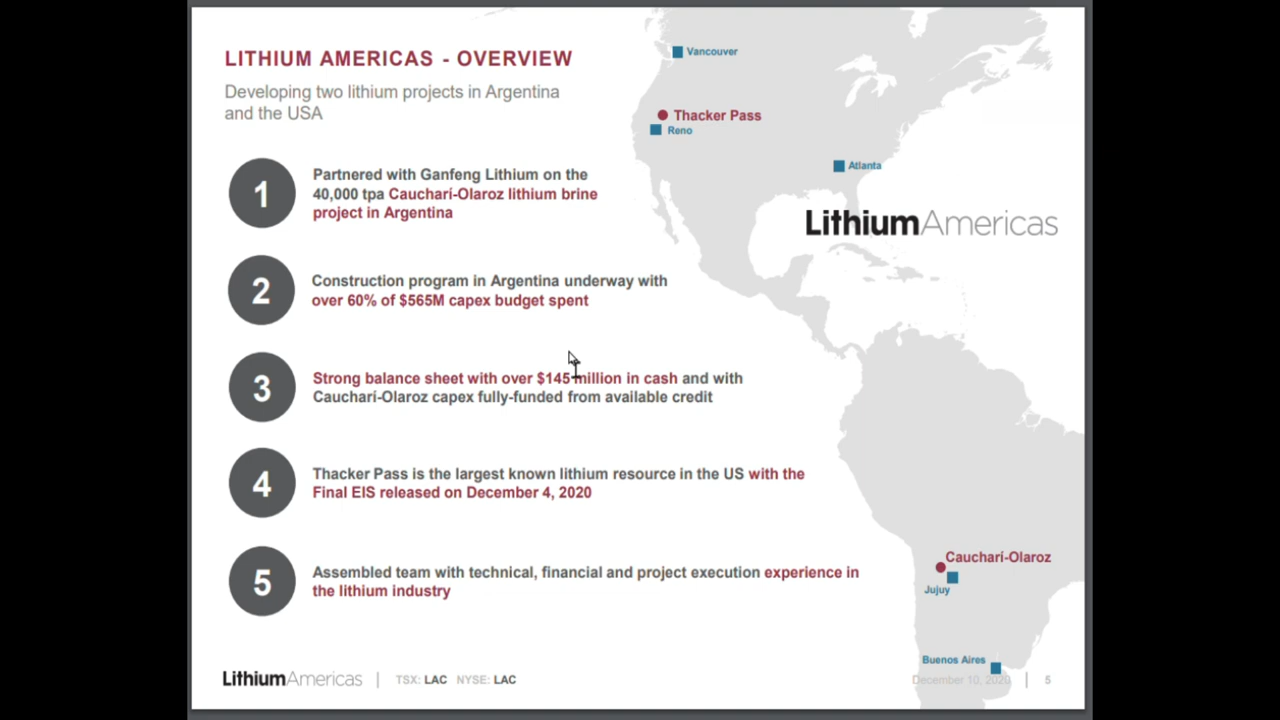 LITHIUM AMERICAS - OVERVIEW
Developing two lithium projects in Argentina
and the USA
1
Partnered with Ganfeng Lithium on the
40,000 tpa Cauchari-Olaroz lithium brine
project in Argentina
2
Construction program in Argentina underway with
over 60% of $565M capex budget spent
3
Strong balance sheet with over $145 million in cash and with
Caucharí-Olaroz capex fully-funded from available credit
4
Thacker Pass is the largest known lithium resource in the US with the
Final EIS released on December 4, 2020
5
Assembled team with technical, financial and project execution experience in
the lithium industry
Vancouver
Thacker Pass
Reno
Atlanta
LithiumAmericas
Caucharí-Olaroz
Jujuy
Buenos Aires
LithiumAmericas | TSX: LAC NYSE: LAC
December 10, 2020 | 5